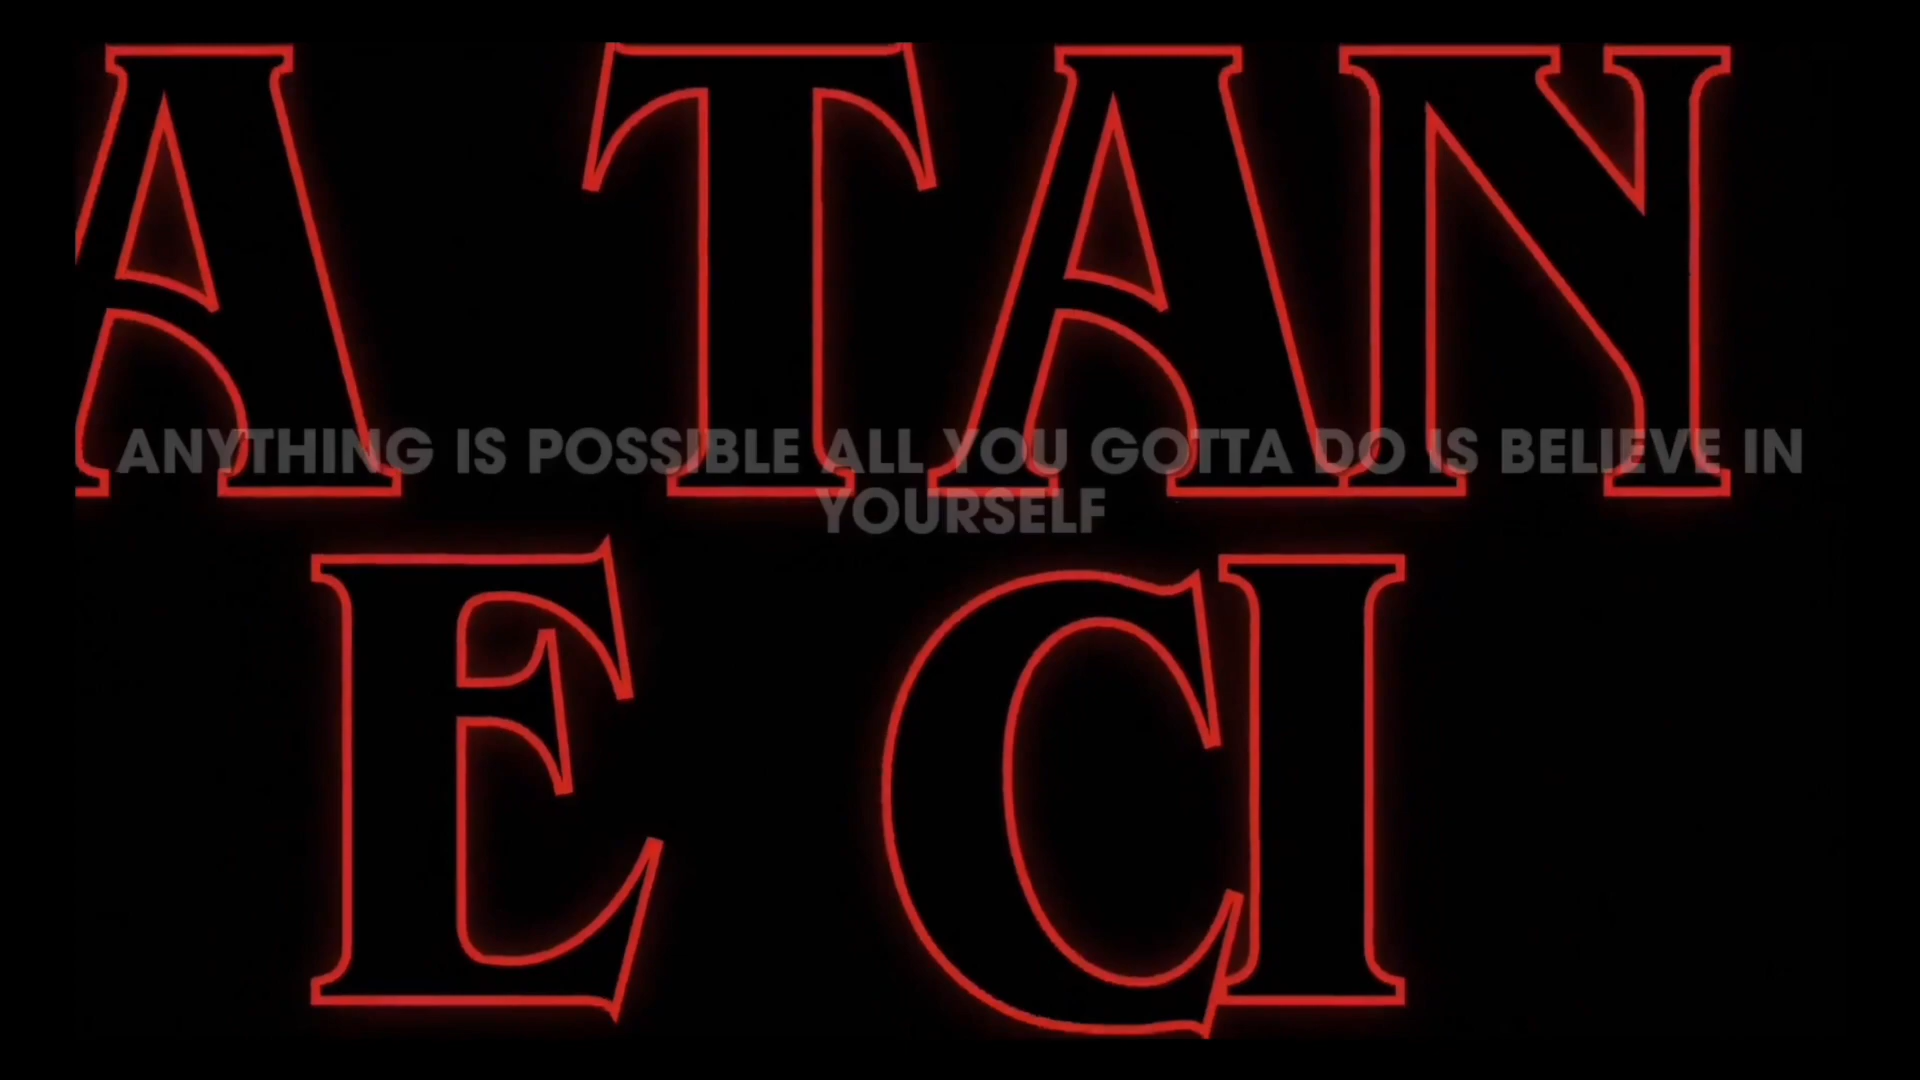 A TAN
ANYTHING IS POSSIBLE ALL YOU GOTTA DO IS BELIEVE IN
YOURSELF
E CI